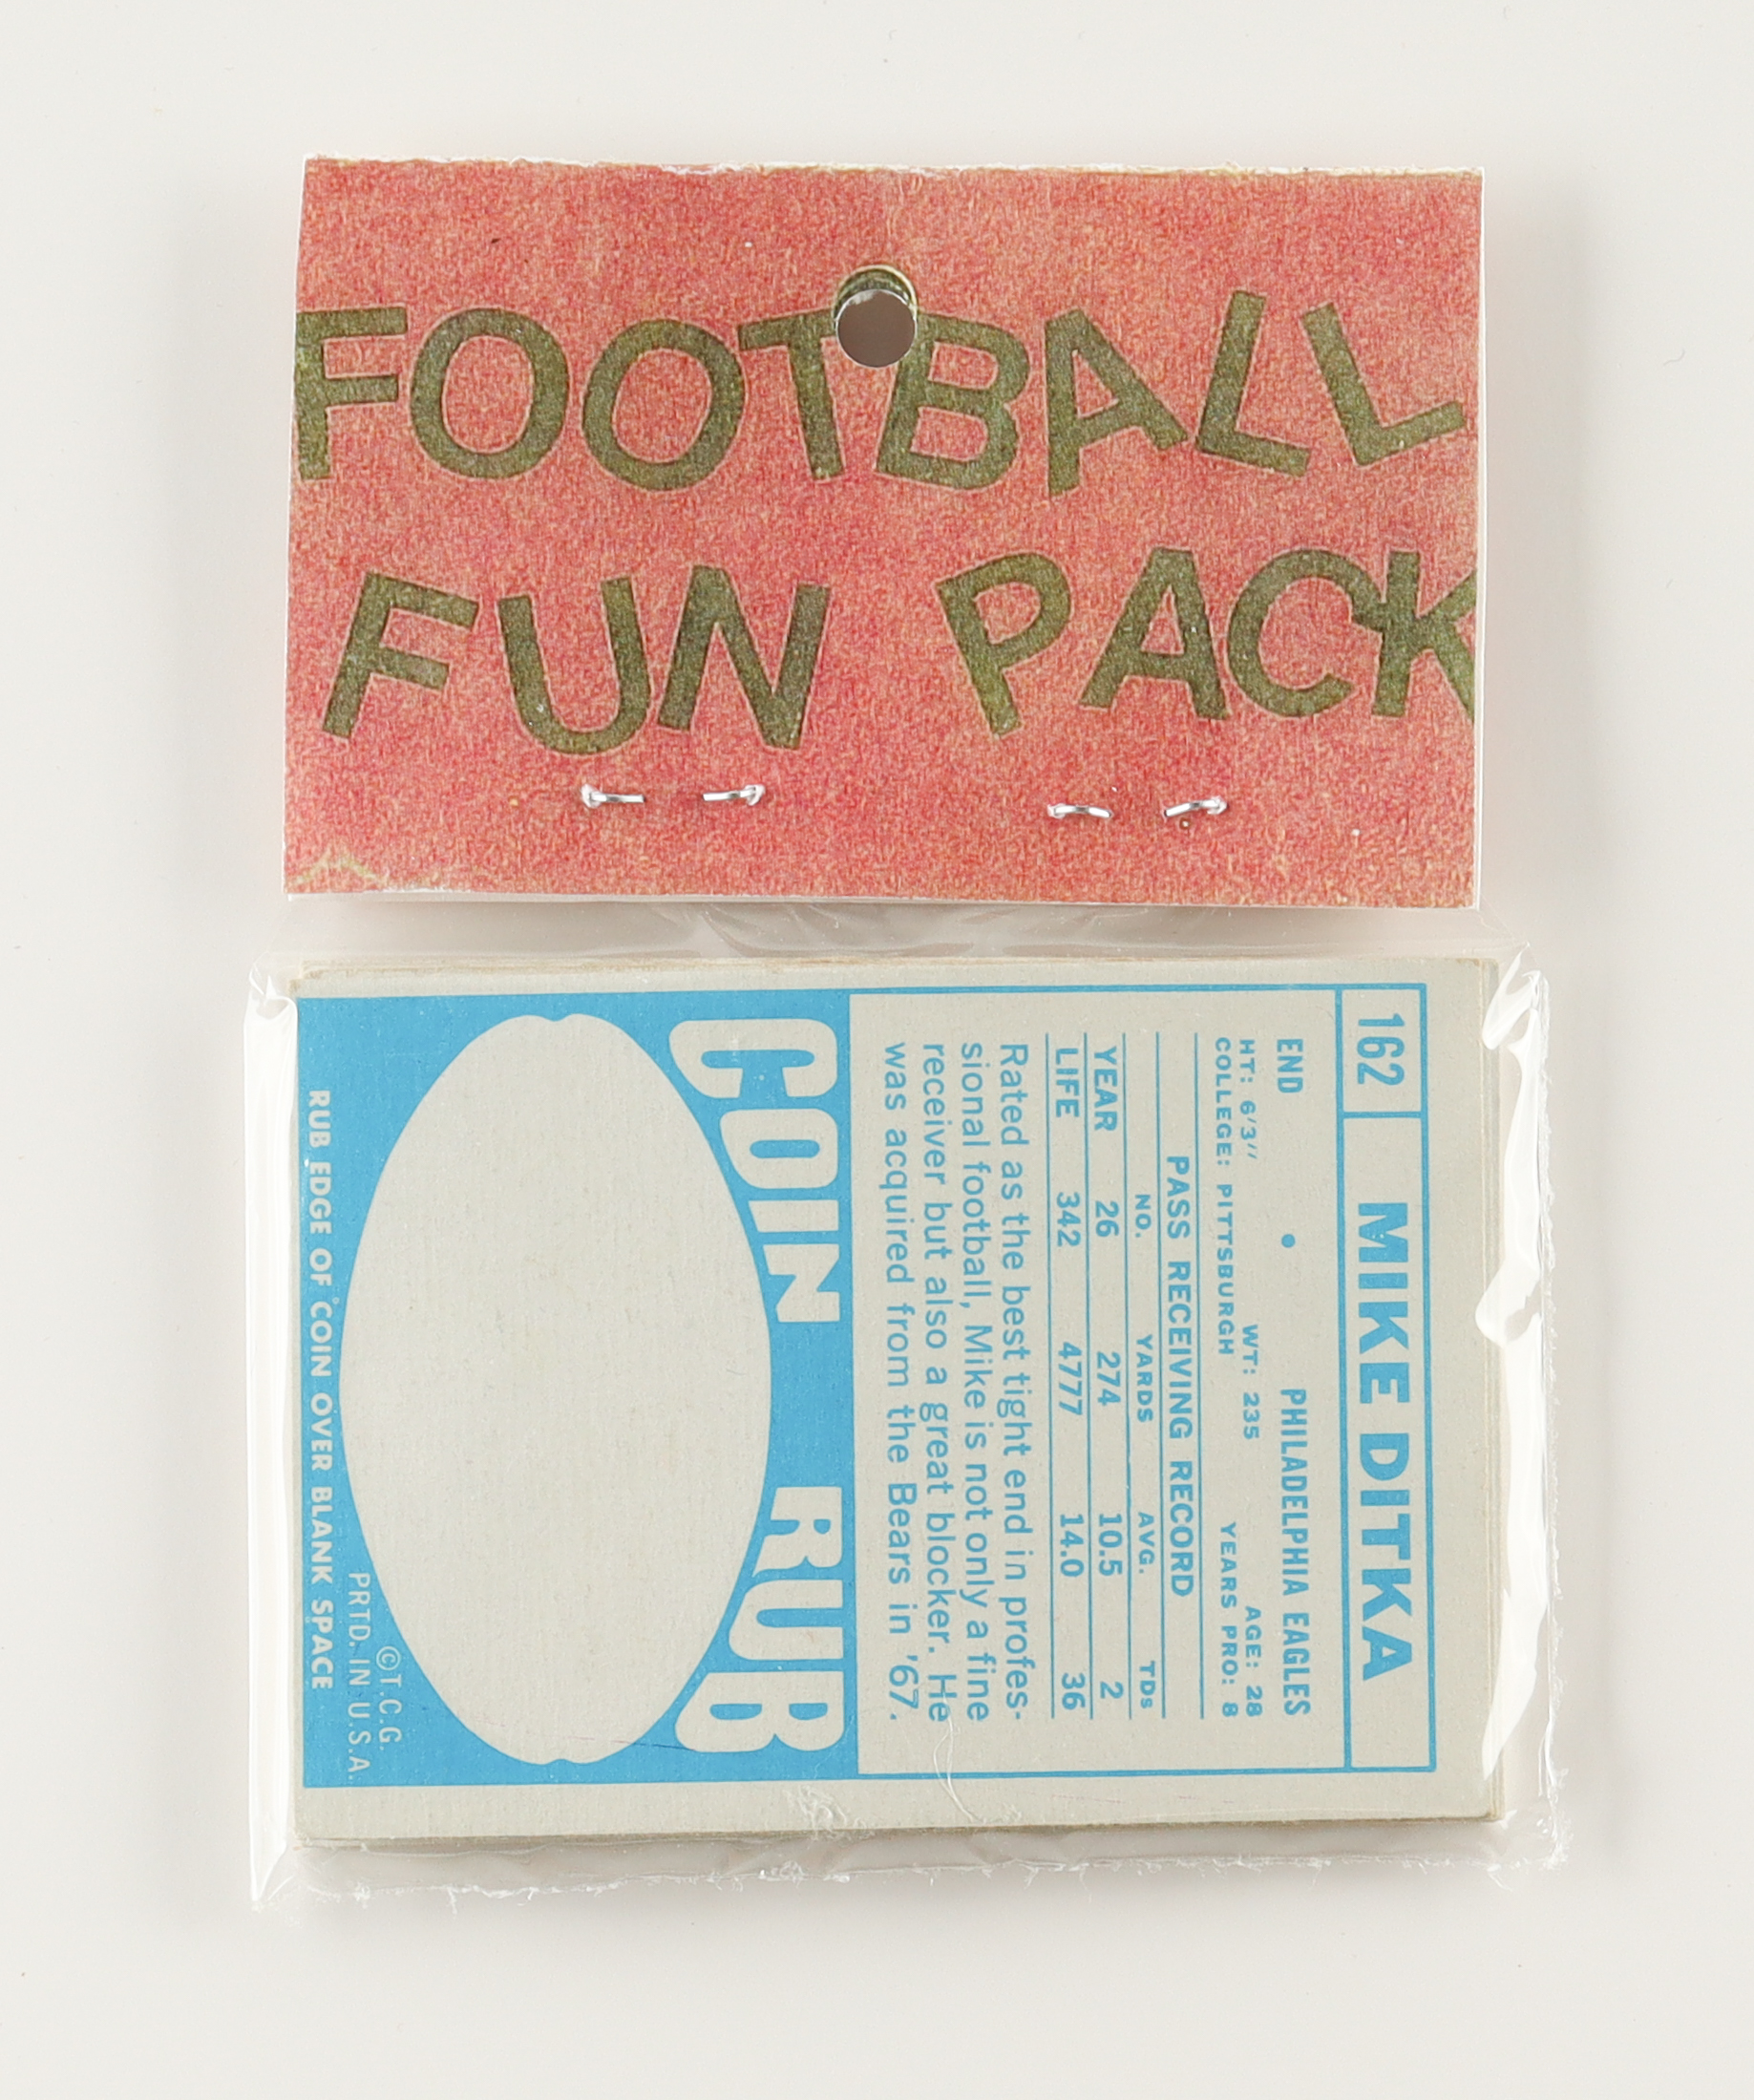 FOOTBALL
FUN PACK
162 MIKE DITKA
END • PHILADELPHIA EAGLES
HT: 6'3" WT: 235 AGE: 28
COLLEGE: PITTSBURGH YEARS PRO: 8
PASS RECEIVING RECORD
NO. YARDS AVG. TDs
YEAR 26 274 10.5 2
LIFE 342 4777 14.0 36
Rated as the best tight end in profes-
sional football, Mike is not only a fine
receiver but also a great blocker. He
was acquired from the Bears in '67.
COIN RUB
©T.C.G.
PRTD. IN U.S.A.
RUB EDGE OF COIN OVER BLANK SPACE